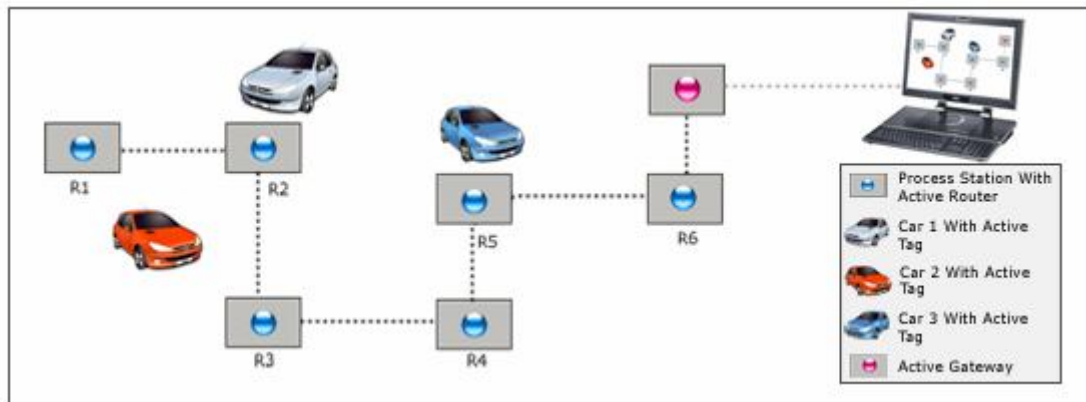 R1
R2
R5
R6
R3
R4
Process Station With
Active Router
Car 1 With Active
Tag
Car 2 With Active
Tag
Car 3 With Active
Tag
Active Gateway